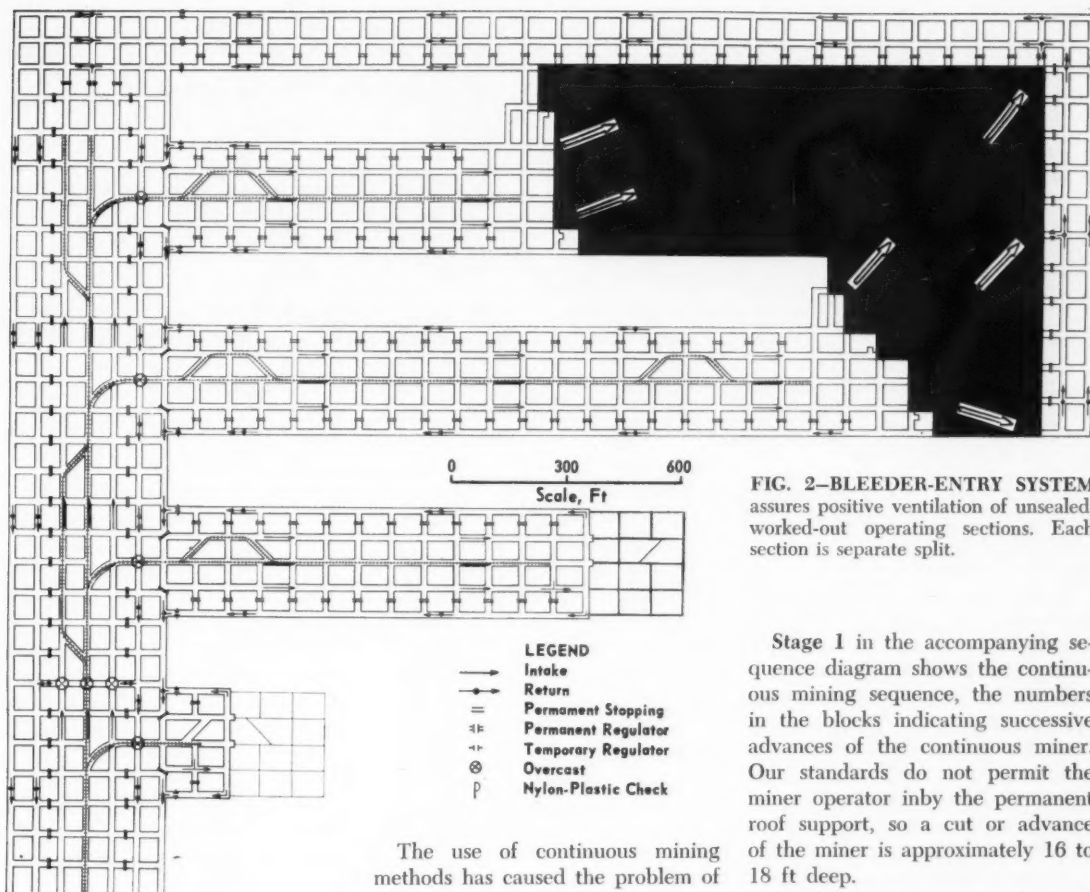 0 300 600
Scale, Ft
FIG. 2—BLEEDER-ENTRY SYSTEM
assures positive ventilation of unsealed
worked-out operating sections. Each
section is separate split.
LEGEND
Intake
Return
Permament Stopping
Permanent Regulator
Temporary Regulator
Overcast
Nylon-Plastic Check
The use of continuous mining
methods has caused the problem of
Stage 1 in the accompanying se-
quence diagram shows the continu-
ous mining sequence, the numbers
in the blocks indicating successive
advances of the continuous miner.
Our standards do not permit the
miner operator inby the permanent
roof support, so a cut or advance
of the miner is approximately 16 to
18 ft deep.